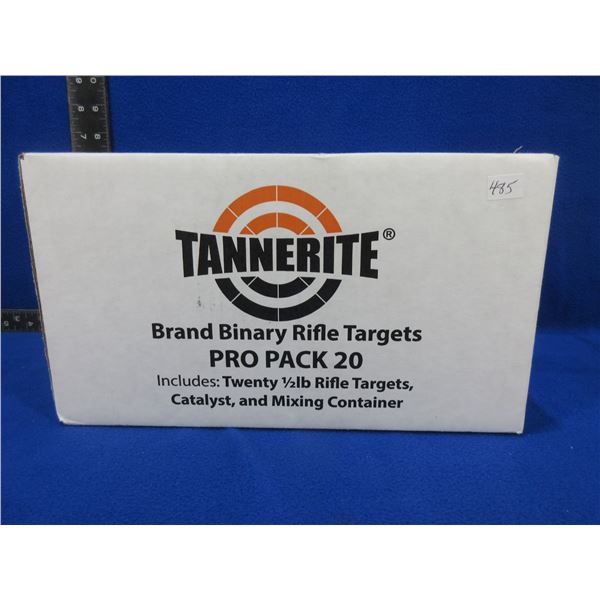 485
TANNERITE®
Brand Binary Rifle Targets
PRO PACK 20
Includes: Twenty ½lb Rifle Targets,
Catalyst, and Mixing Container